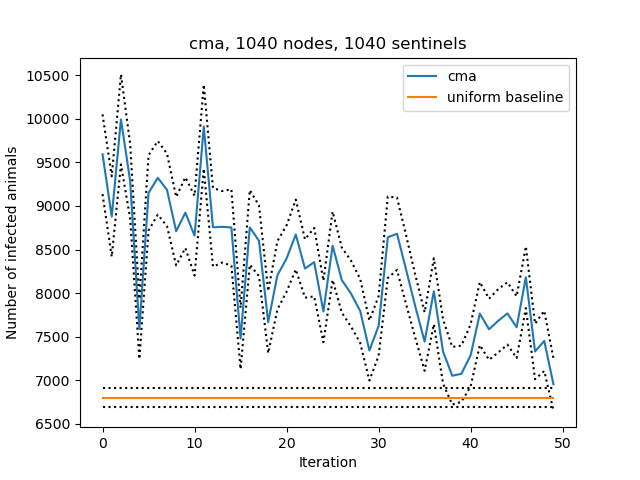 cma, 1040 nodes, 1040 sentinels
cma
uniform baseline
Number of infected animals
10500
10000
9500
9000
8500
8000
7500
7000
6500
0 10 20 30 40 50
Iteration